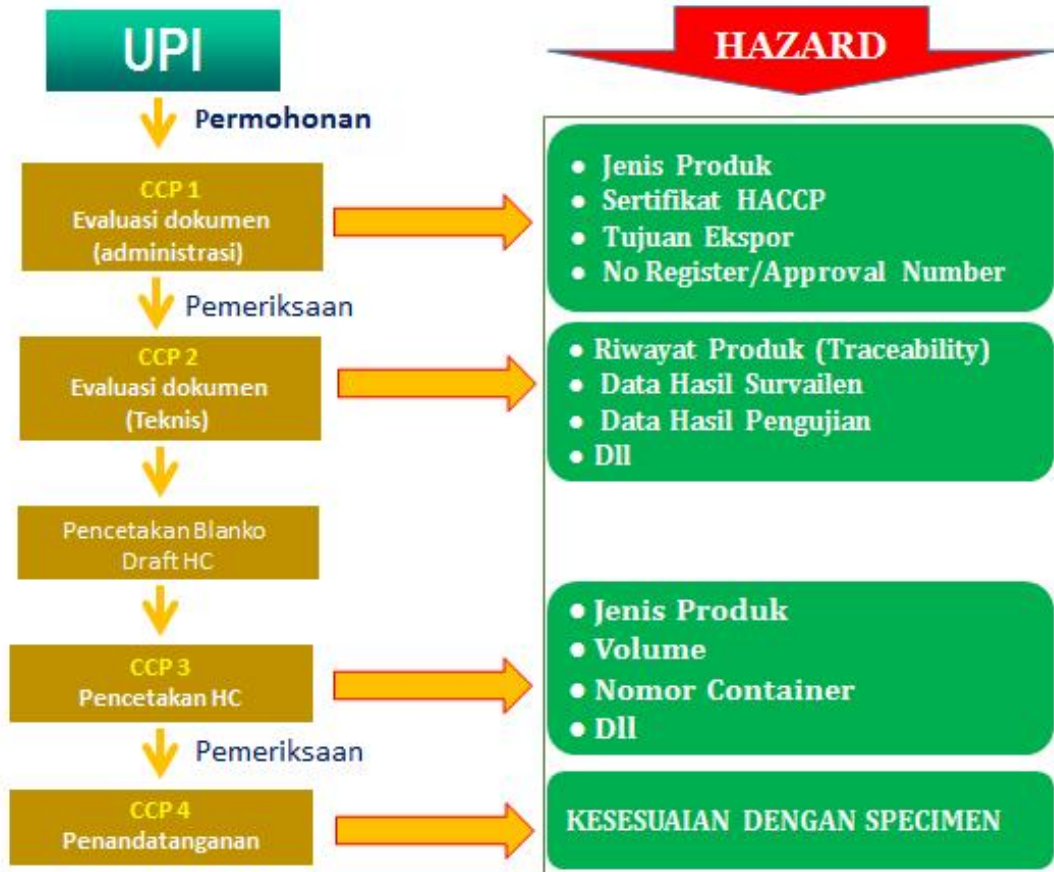 UPI
HAZARD
Permohonan
CCP 1
Evaluasi dokumen
(administrasi)
● Jenis Produk
● Sertifikat HACCP
● Tujuan Ekspor
● No Register/Approval Number
Pemeriksaan
CCP 2
Evaluasi dokumen
(Teknis)
● Riwayat Produk (Traceability)
● Data Hasil Survailen
● Data Hasil Pengujian
● Dll
Pencetakan Blanko
Draft HC
CCP 3
Pencetakan HC
● Jenis Produk
● Volume
● Nomor Container
● Dll
Pemeriksaan
CCP 4
Penandatanganan
KESESUAIAN DENGAN SPECIMEN